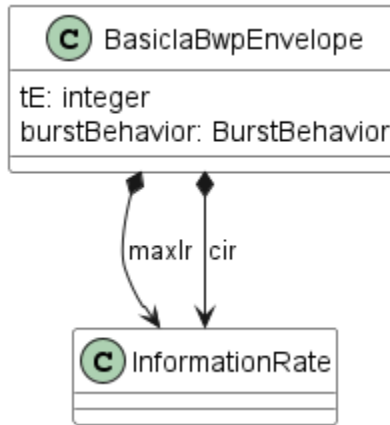 C BasicIaBwpEnvelope
tE: integer
burstBehavior: BurstBehavior
maxIr cir
C InformationRate